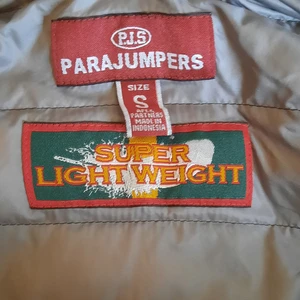 P.J.S
PARAJUMPERS
SIZE
S
PARTNERS
MADE IN
INDONESIA
SUPER
LIGHT WEIGHT